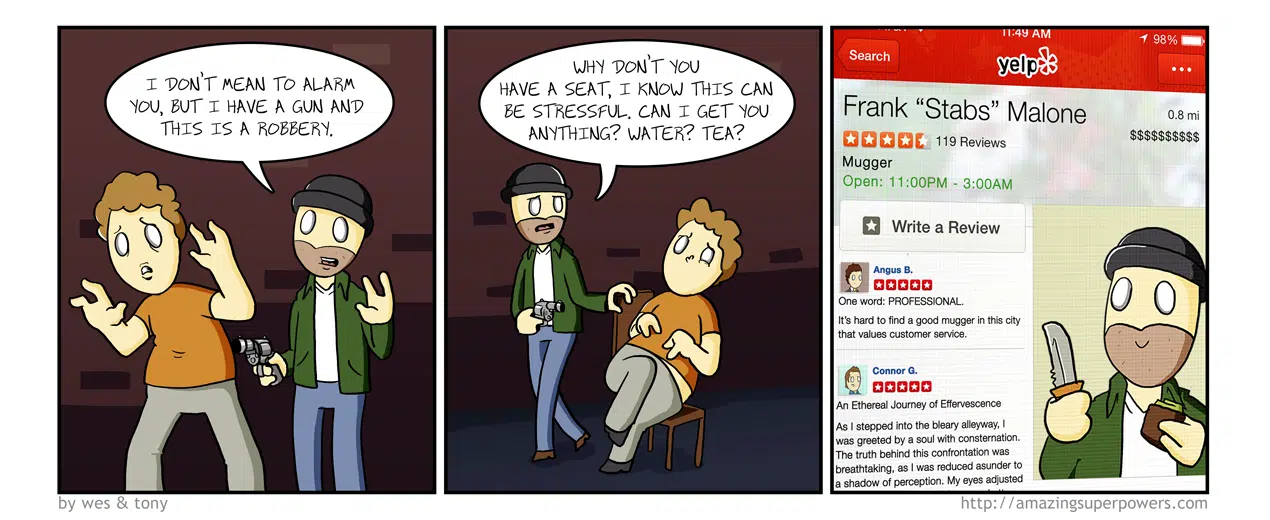 I DON'T MEAN TO ALARM
YOU, BUT I HAVE A GUN AND
THIS IS A ROBBERY.
WHY DON'T YOU
HAVE A SEAT, I KNOW THIS CAN
BE STRESSFUL. CAN I GET YOU
ANYTHING? WATER? TEA?
11:49 AM
98%
Search
yelp
Frank “Stabs” Malone
0.8 mi
119 Reviews
$$$$$$$$$$
Mugger
Open: 11:00PM - 3:00AM
Write a Review
Angus B.
One word: PROFESSIONAL.
It's hard to find a good mugger in this city
that values customer service.
Connor G.
An Ethereal Journey of Effervescence
As I stepped into the bleary alleyway, I
was greeted by a soul with consternation.
The truth behind this confrontation was
breathtaking, as I was reduced asunder to
a shadow of perception. My eyes adjusted
by wes & tony
http://amazingsuperpowers.com